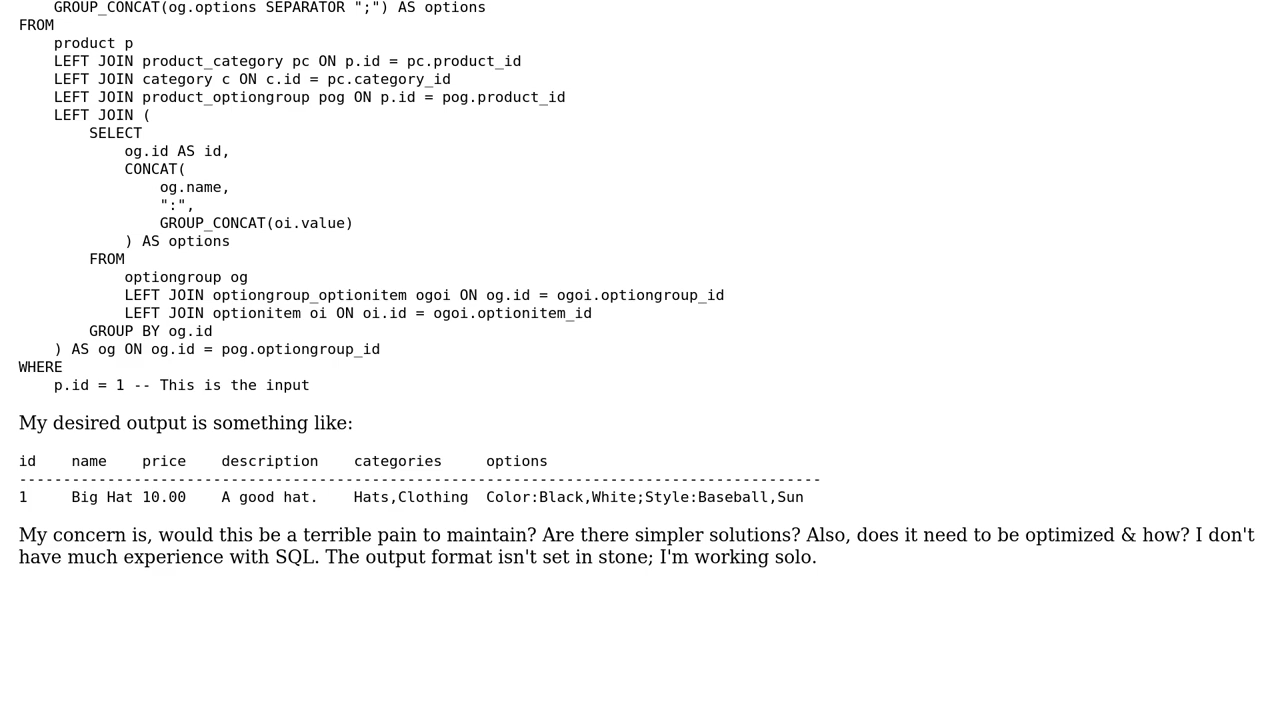 GROUP_CONCAT(og.options SEPARATOR ";") AS options
FROM
    product p
    LEFT JOIN product_category pc ON p.id = pc.product_id
    LEFT JOIN category c ON c.id = pc.category_id
    LEFT JOIN product_optiongroup pog ON p.id = pog.product_id
    LEFT JOIN (
        SELECT
            og.id AS id,
            CONCAT(
                og.name,
                ":",
                GROUP_CONCAT(oi.value)
            ) AS options
        FROM
            optiongroup og
            LEFT JOIN optiongroup_optionitem ogoi ON og.id = ogoi.optiongroup_id
            LEFT JOIN optionitem oi ON oi.id = ogoi.optionitem_id
        GROUP BY og.id
    ) AS og ON og.id = pog.optiongroup_id
WHERE
    p.id = 1 -- This is the input
My desired output is something like:
id    name    price    description    categories     options
-------------------------------------------------------------------------------------------
1     Big Hat 10.00    A good hat.    Hats,Clothing  Color:Black,White;Style:Baseball,Sun
My concern is, would this be a terrible pain to maintain? Are there simpler solutions? Also, does it need to be optimized & how? I don't
have much experience with SQL. The output format isn't set in stone; I'm working solo.